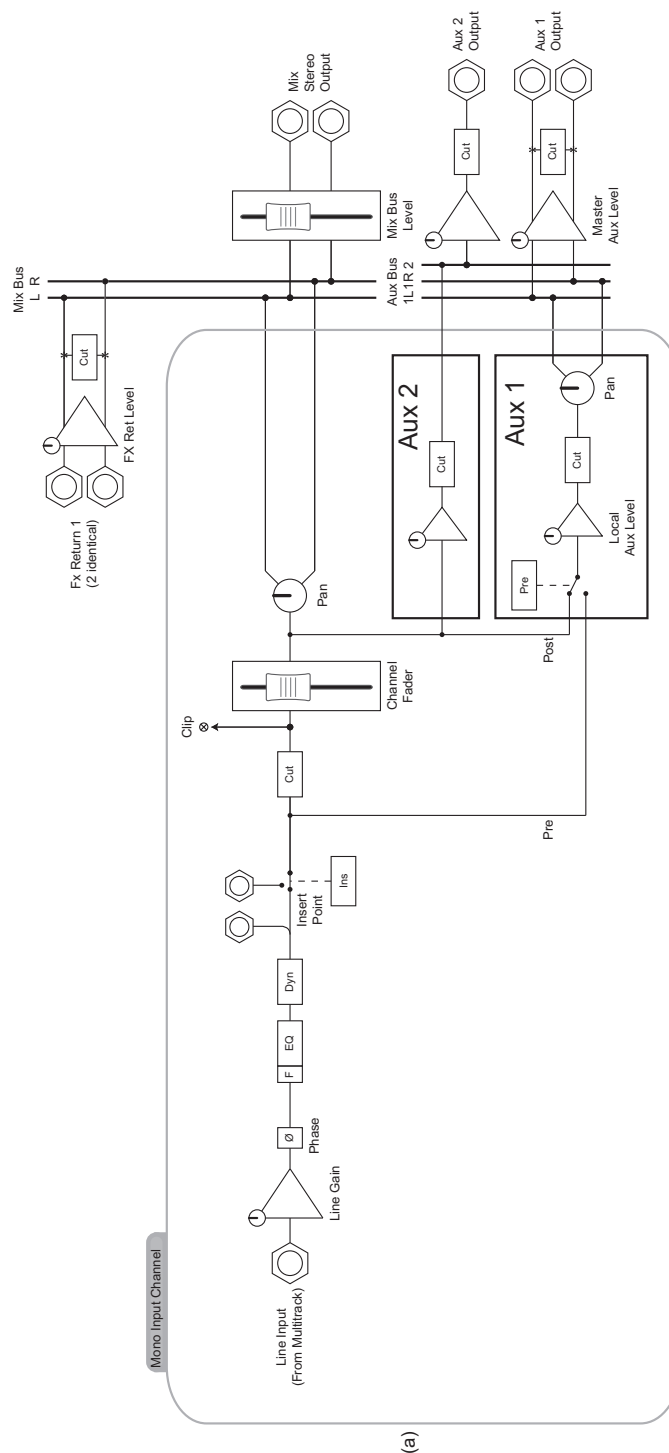 Mono Input Channel
Line Input
(From Multitrack)
Line Gain
Ø
Phase
F
EQ
Dyn
Insert
Point
Ins
Pre
Cut
Clip
Channel
Fader
Pan
Post
Fx Return 1
(2 identical)
FX Ret Level
Cut
Mix Bus
L R
Mix Bus
Level
Mix
Stereo
Output
Aux 2
Cut
Aux 1
Pre
Local
Aux Level
Cut
Pan
Aux Bus
1L1R 2
Cut
Aux 2
Output
Master
Aux Level
Cut
Aux 1
Output
(a)